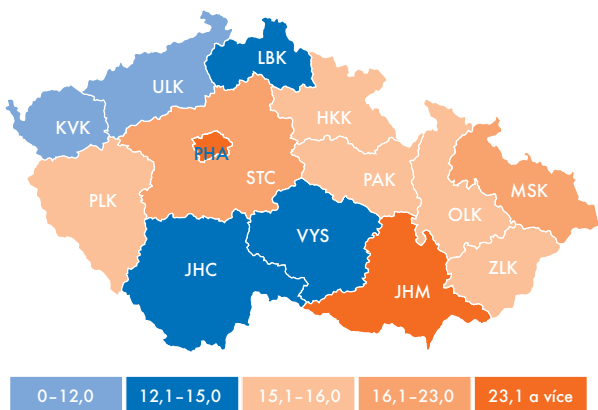 LBK
ULK
HKK
KVK
PHA
STC
PAK
MSK
PLK
OLK
VYS
ZLK
JHC
JHM
0–12,0 12,1–15,0 15,1–16,0 16,1–23,0 23,1 a více